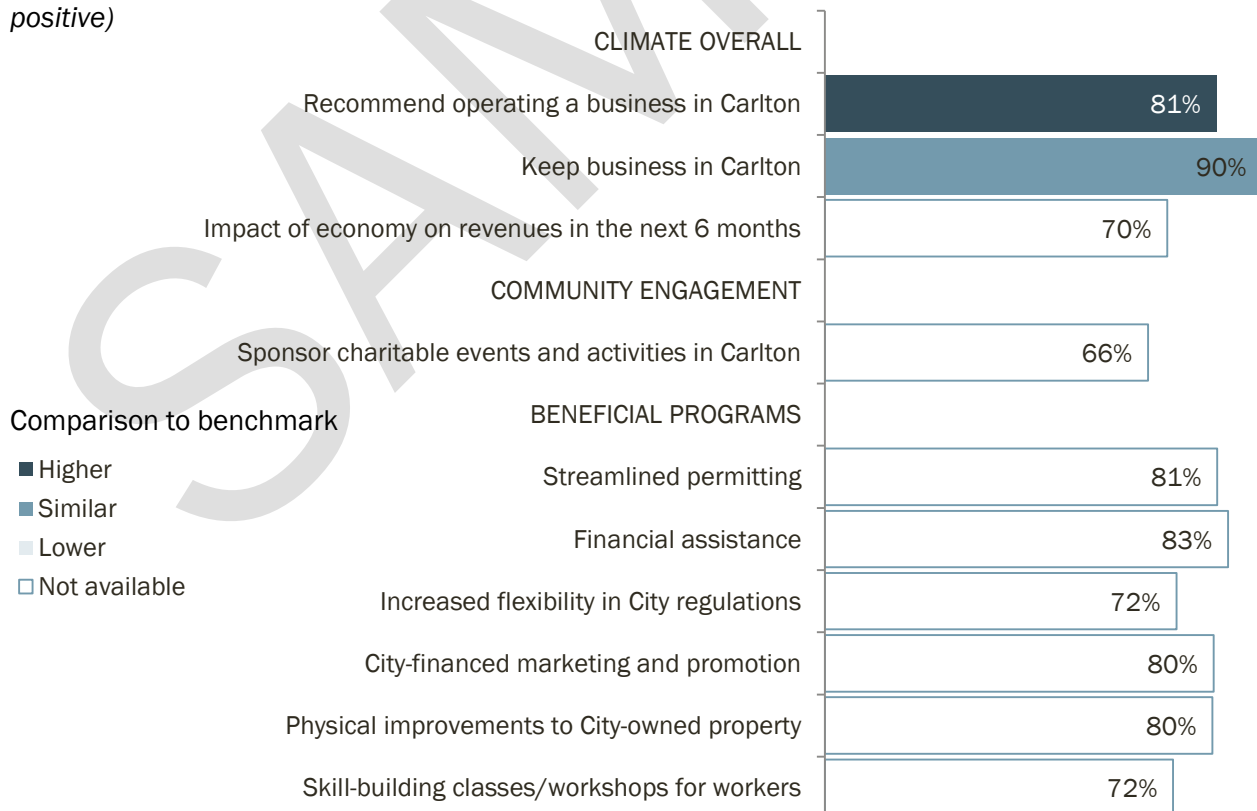 positive)
CLIMATE OVERALL
Recommend operating a business in Carlton 81%
Keep business in Carlton 90%
Impact of economy on revenues in the next 6 months 70%
COMMUNITY ENGAGEMENT
Sponsor charitable events and activities in Carlton 66%
BENEFICIAL PROGRAMS
Streamlined permitting 81%
Financial assistance 83%
Increased flexibility in City regulations 72%
City-financed marketing and promotion 80%
Physical improvements to City-owned property 80%
Skill-building classes/workshops for workers 72%
Comparison to benchmark
Higher
Similar
Lower
Not available
SAM